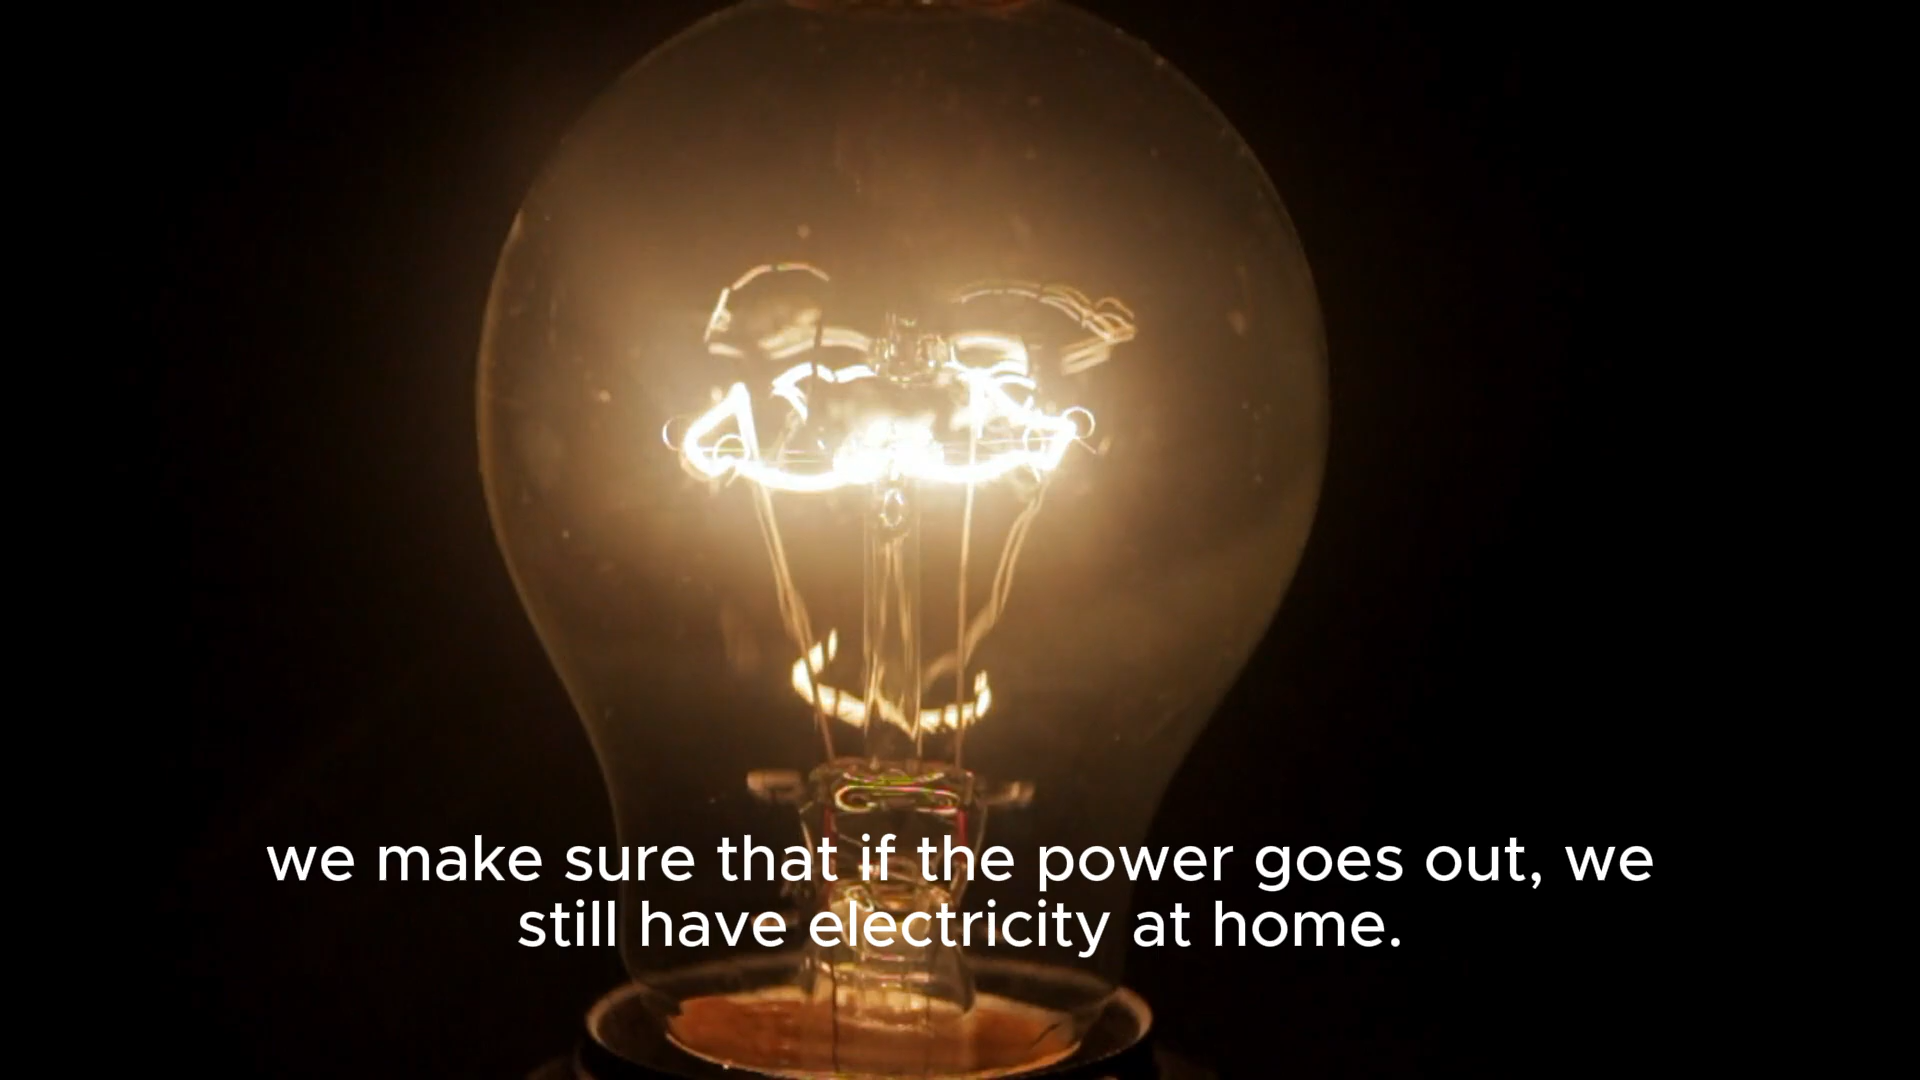 we make sure that if the power goes out, we
still have electricity at home.